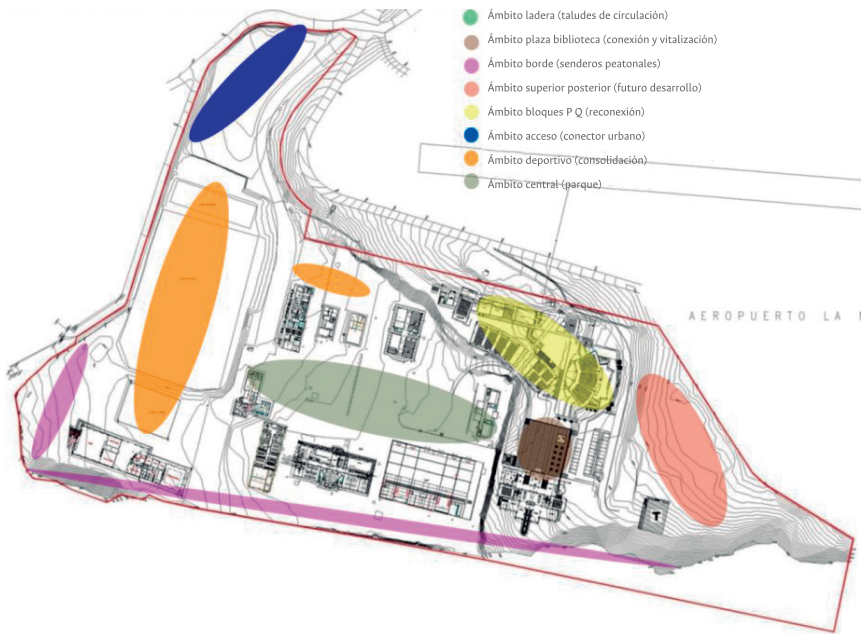 Ámbito ladera (taludes de circulación)
Ámbito plaza biblioteca (conexión y vitalización)
Ámbito borde (senderos peatonales)
Ámbito superior posterior (futuro desarrollo)
Ámbito bloques P Q (reconexión)
Ámbito acceso (conector urbano)
Ámbito deportivo (consolidación)
Ámbito central (parque)
AEROPUERTO LA